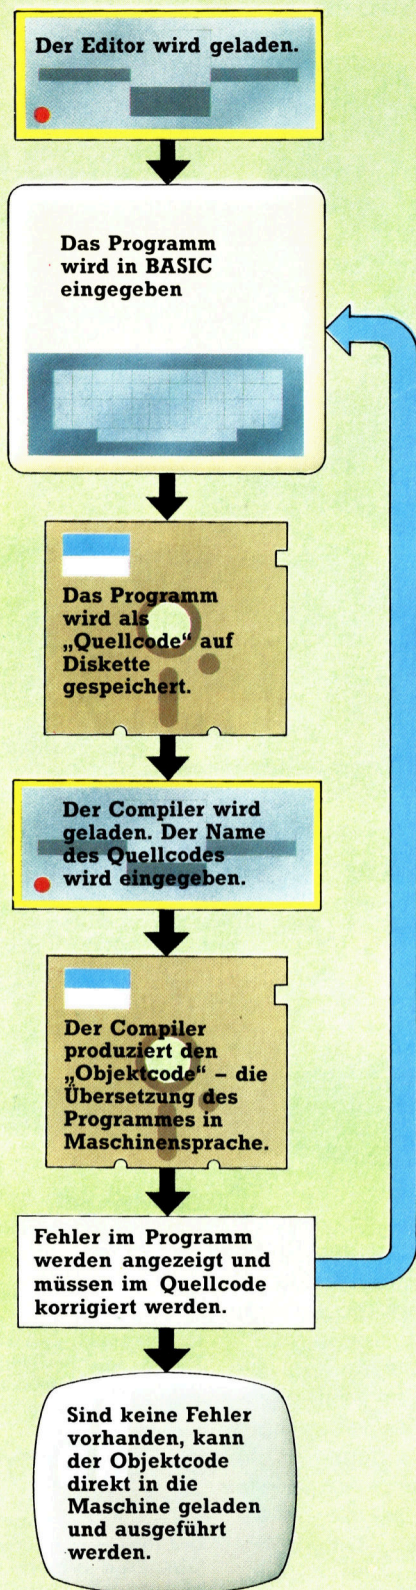 Der Editor wird geladen.
Das Programm
wird in BASIC
eingegeben
Das Programm
wird als
„Quellcode“ auf
Diskette
gespeichert.
Der Compiler wird
geladen. Der Name
des Quellcodes
wird eingegeben.
Der Compiler
produziert den
„Objektcode“ – die
Übersetzung des
Programmes in
Maschinensprache.
Fehler im Programm
werden angezeigt und
müssen im Quellcode
korrigiert werden.
Sind keine Fehler
vorhanden, kann
der Objektcode
direkt in die
Maschine geladen
und ausgeführt
werden.